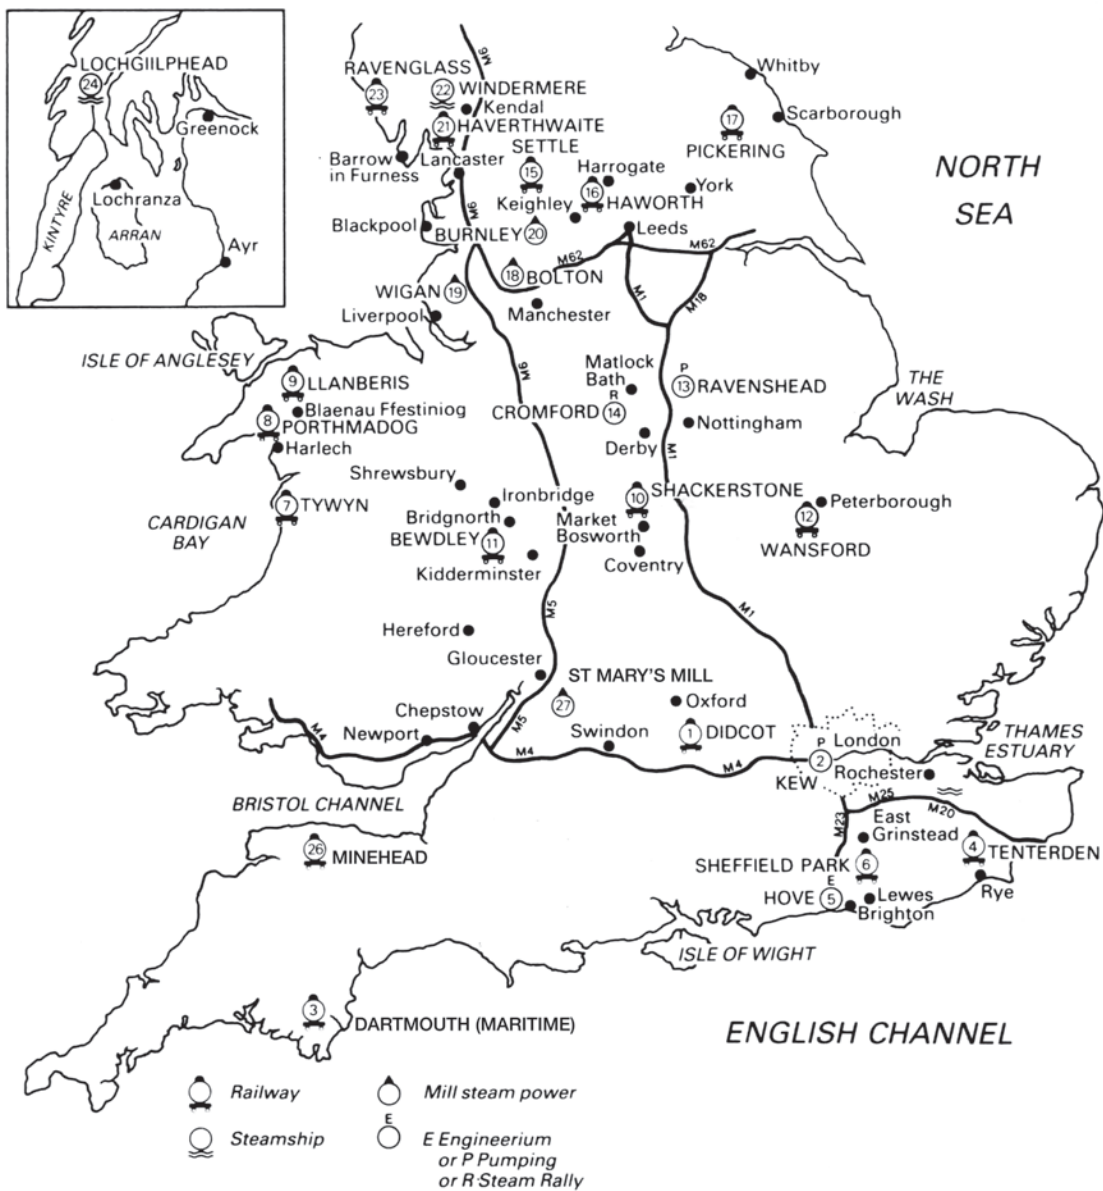 24
LOCHGIILPHEAD
Greenock
KINTYRE
Lochranza
ARRAN
Ayr
M6
RAVENGLASS
23
22
WINDERMERE
Kendal
21
HAVERTHWAITE
Barrow
in Furness
Lancaster
SETTLE
15
Harrogate
16
HAWORTH
Keighley
York
Whitby
Scarborough
17
PICKERING
NORTH
SEA
Blackpool
M6
BURNLEY
20
Leeds
M62
M62
18
BOLTON
WIGAN
19
Manchester
Liverpool
M1
M18
ISLE OF ANGLESEY
M6
9
LLANBERIS
Blaenau Ffestiniog
8
PORTHMADOG
Harlech
Matlock
Bath
P
13
RAVENSHEAD
R
CROMFORD
14
Nottingham
Derby
M1
THE
WASH
Shrewsbury
Ironbridge
7
TYWYN
Bridgnorth
BEWDLEY
11
Kidderminster
10
SHACKERSTONE
Market
Bosworth
Coventry
Peterborough
12
WANSFORD
CARDIGAN
BAY
M5
M1
Hereford
Gloucester
ST MARY'S MILL
27
Oxford
Chepstow
M5
M4
Newport
Swindon
1
DIDCOT
M4
M4
P
2
London
KEW
Rochester
THAMES
ESTUARY
BRISTOL CHANNEL
M25
M20
M23
East
Grinstead
26
MINEHEAD
SHEFFIELD PARK
6
4
TENTERDEN
E
HOVE
5
Lewes
Brighton
Rye
ISLE OF WIGHT
3
DARTMOUTH (MARITIME)
ENGLISH CHANNEL
Railway
Mill steam power
Steamship
E
E Engineerium
or P Pumping
or R Steam Rally